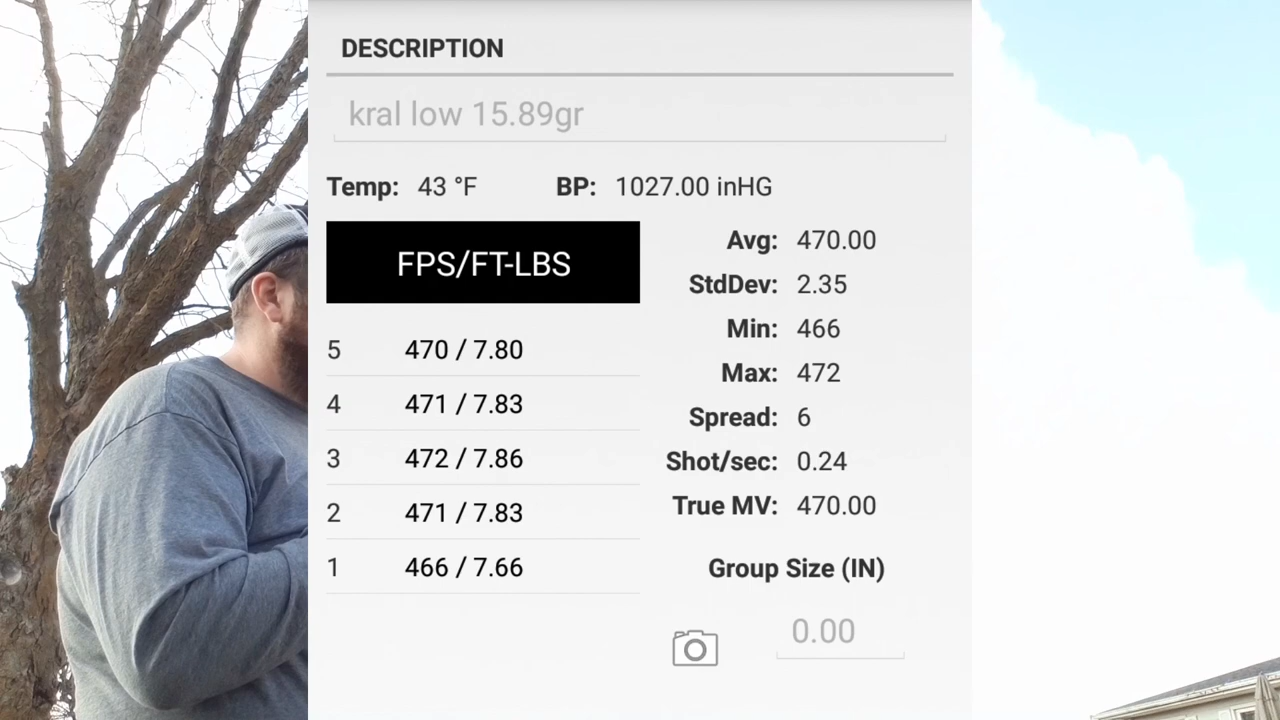 DESCRIPTION
kral low 15.89gr
Temp: 43 °F BP: 1027.00 inHG
FPS/FT-LBS
5 470 / 7.80
4 471 / 7.83
3 472 / 7.86
2 471 / 7.83
1 466 / 7.66
Avg: 470.00
StdDev: 2.35
Min: 466
Max: 472
Spread: 6
Shot/sec: 0.24
True MV: 470.00
Group Size (IN)
0.00